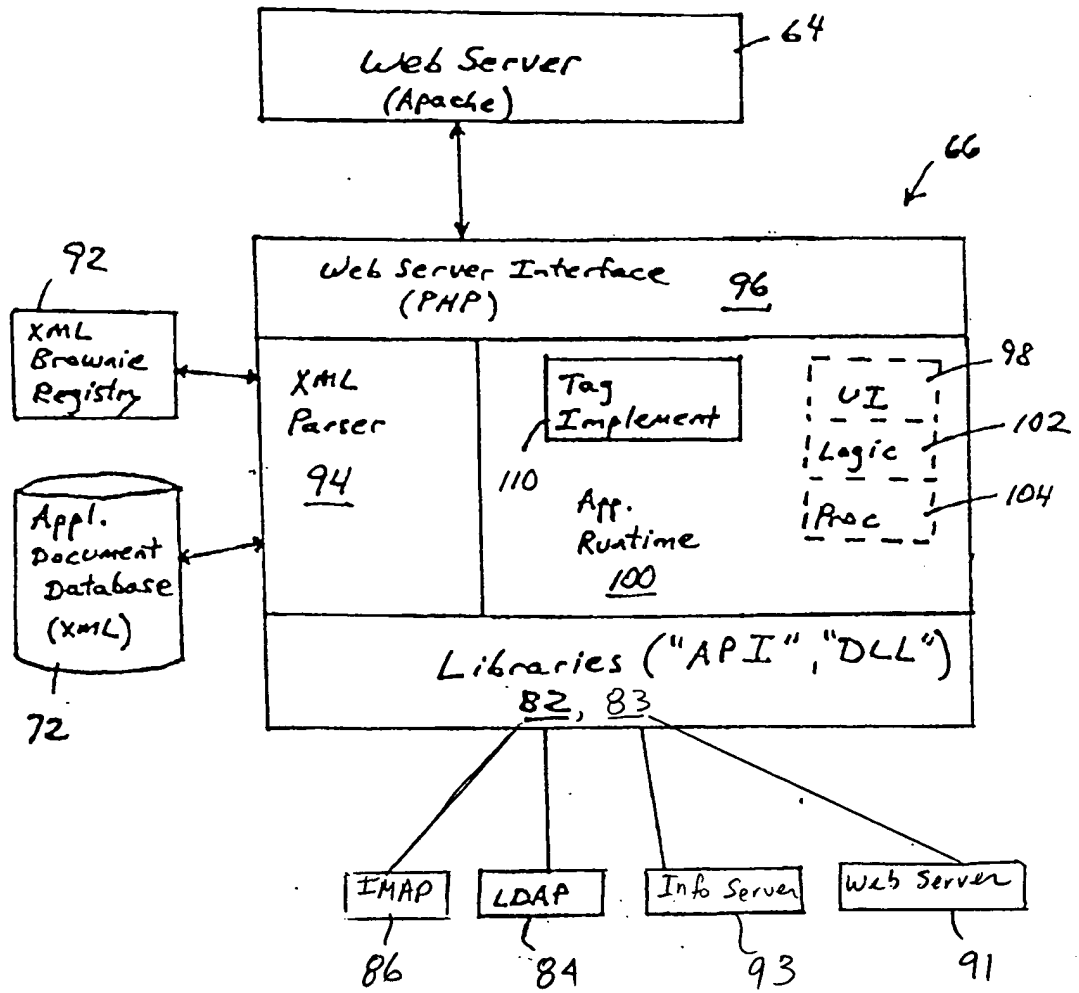 Web Server
64
(Apache)
66
92
Web Server Interface
(PHP)
96
XML
Brownie
Registry
XML
Parser
94
Tag
Implement
110
UI
98
Logic
102
Proc
104
App.
Runtime
100
Appl.
Document
Database
(XML)
72
Libraries ("API", "DLL")
82, 83
IMAP
LDAP
Info Server
Web Server
86
84
93
91